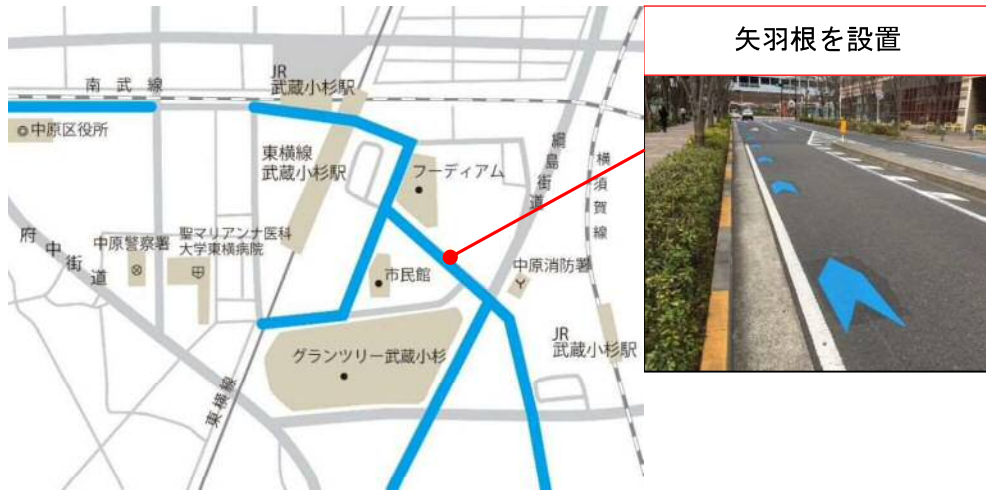 矢羽根を設置
南武線
JR
武蔵小杉駅
中原区役所
東横線
武蔵小杉駅
フーディアム
綱島街道
横須賀線
府中街道
中原警察署
聖マリアンナ医科
大学東横病院
市民館
中原消防署
グランツリー武蔵小杉
JR
武蔵小杉駅
東横線